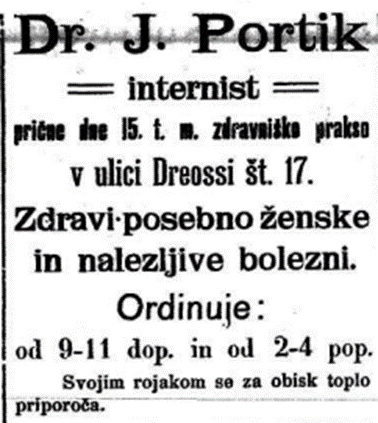 Dr. J. Portik
internist
prične dne 15. t. m. zdravniško prakso
v ulici Dreossi št. 17.
Zdravi·posebno ženske
in nalezljive bolezni.
Ordinuje:
od 9-11 dop. in od 2-4 pop.
Svojim rojakom se za obisk toplo
priporoča.